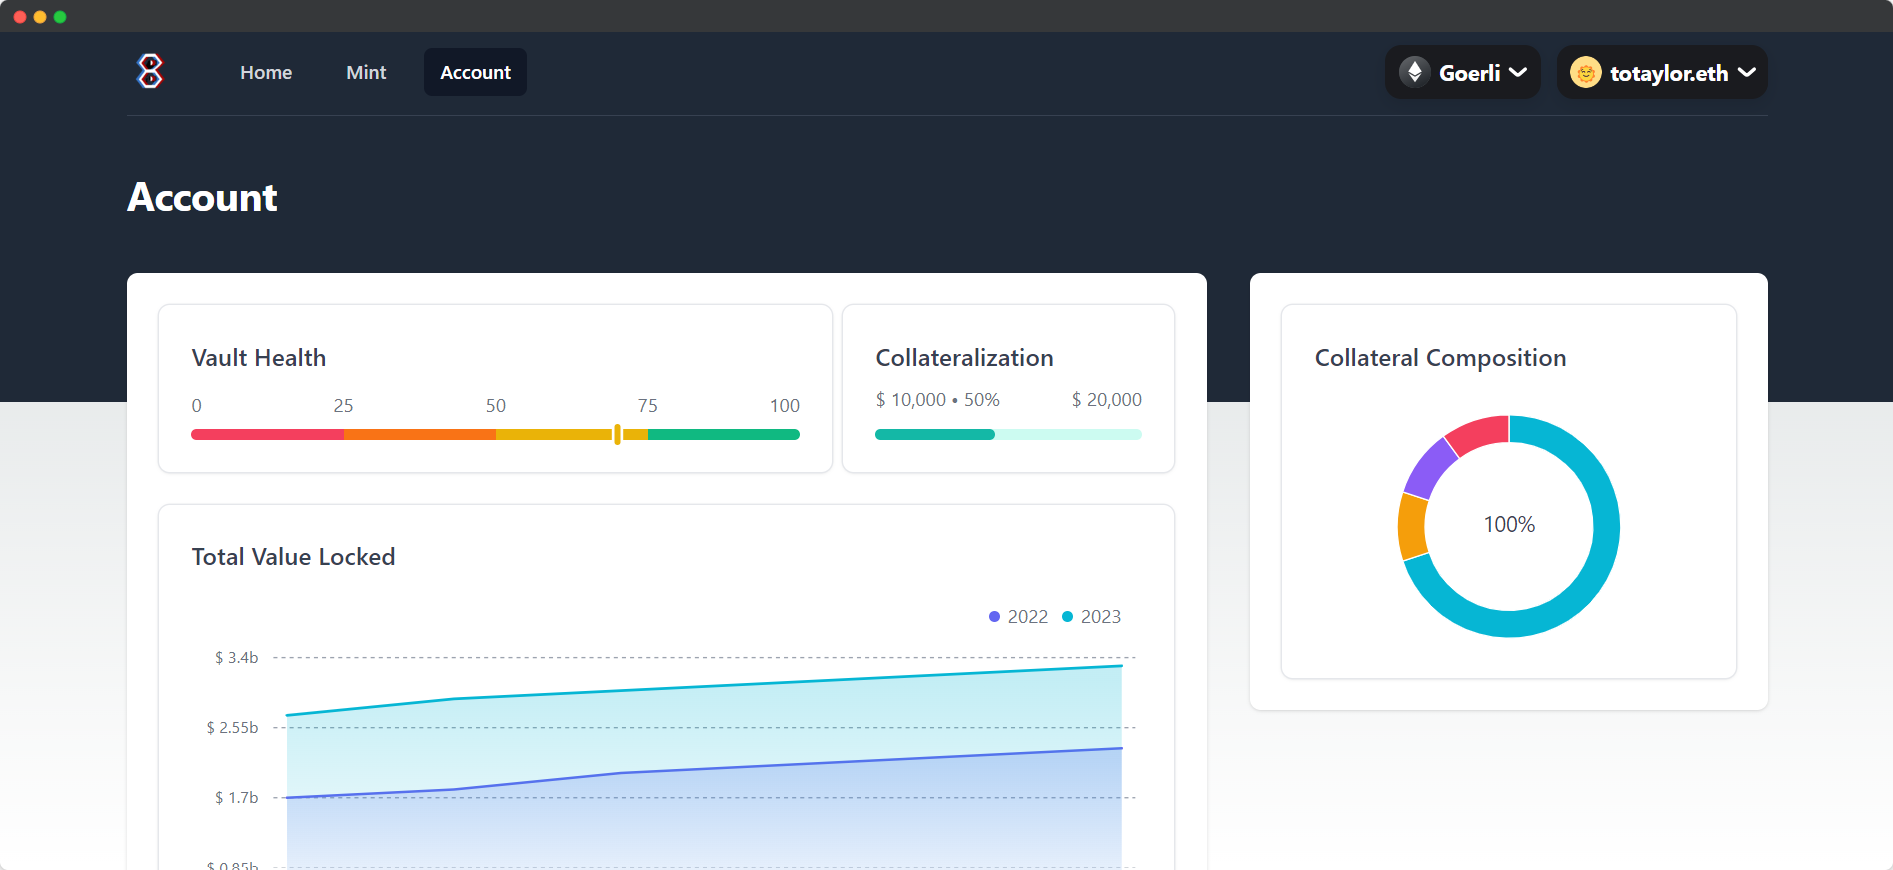 Home Mint Account Goerli totaylor.eth
Account
Vault Health
0 25 50 75 100
Collateralization
$ 10,000 • 50% $ 20,000
Collateral Composition
100%
Total Value Locked
2022 2023
$ 3.4b
$ 2.55b
$ 1.7b
$ 0.85b